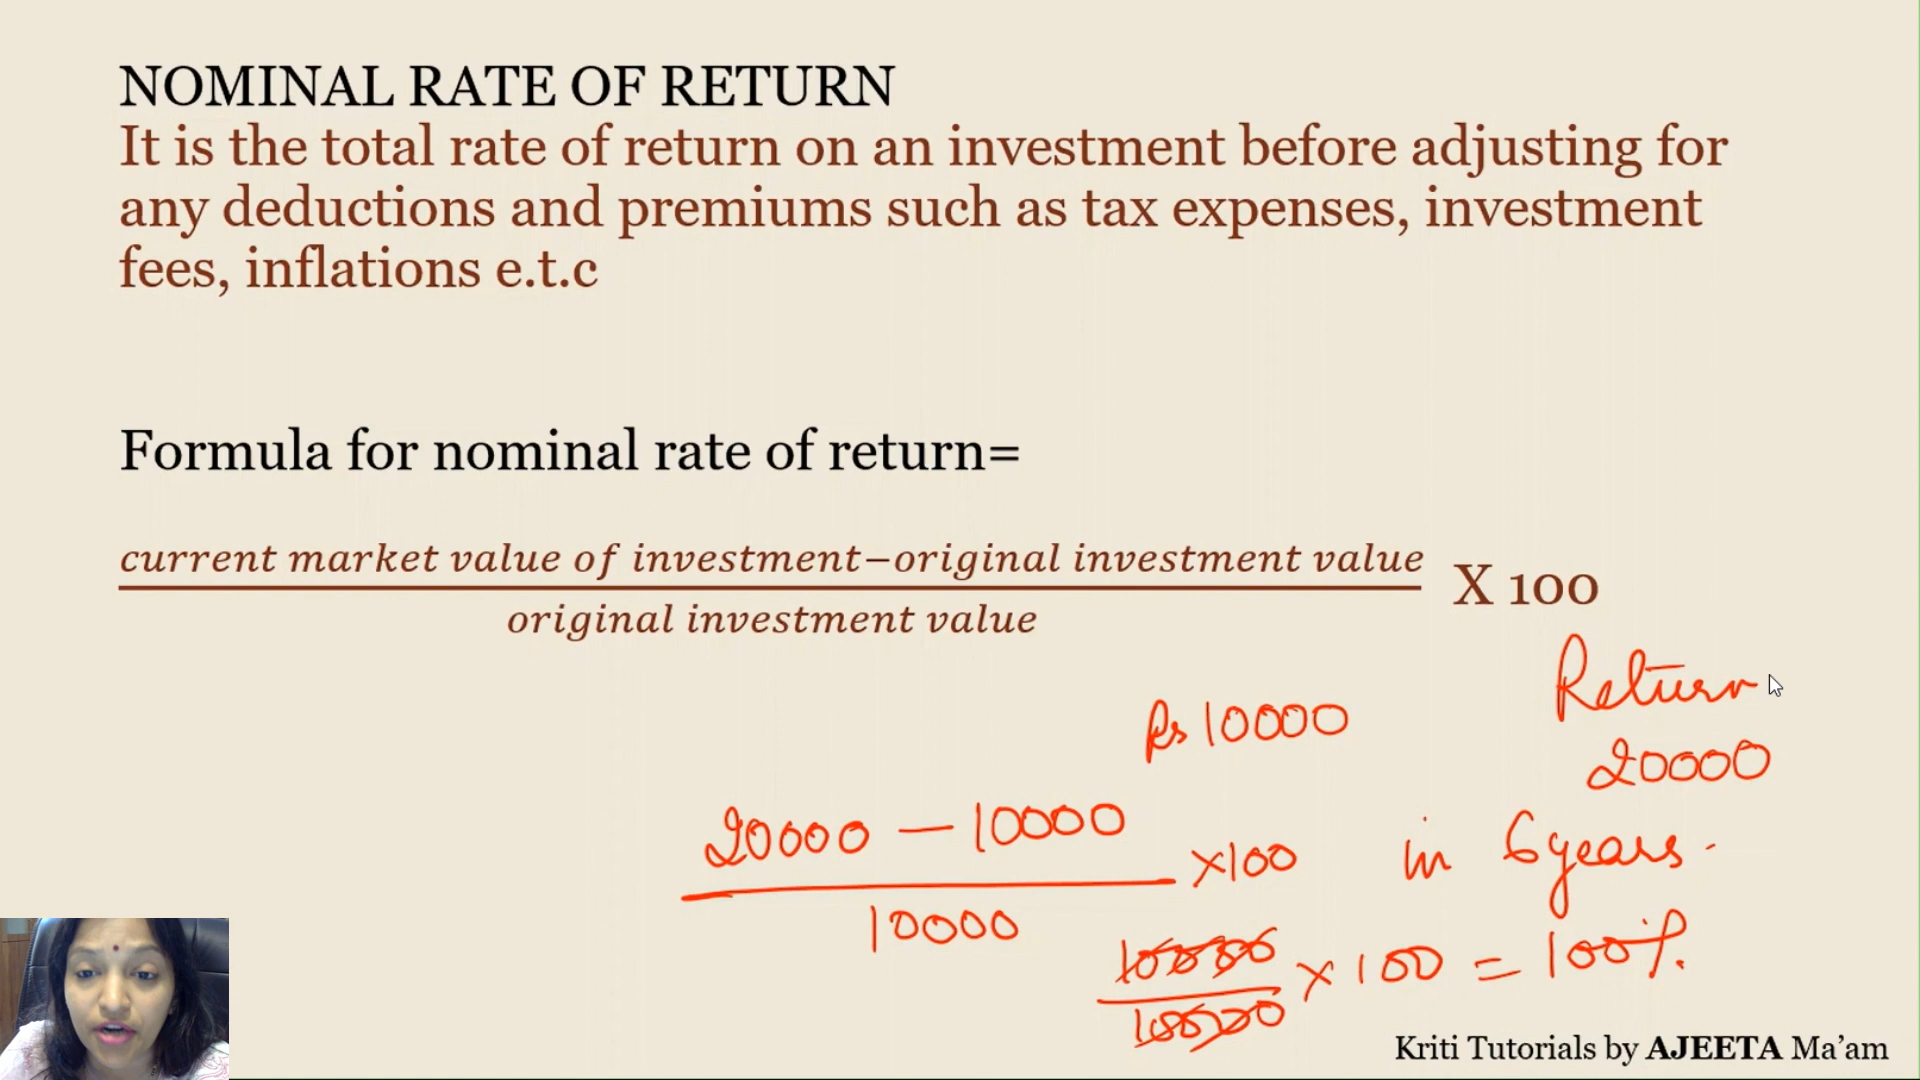 NOMINAL RATE OF RETURN
It is the total rate of return on an investment before adjusting for
any deductions and premiums such as tax expenses, investment
fees, inflations e.t.c
Formula for nominal rate of return=
current market value of investment−original investment value
original investment value
X 100
Rs 10000
Return
20000
in 6 years.
20000 — 10000
10000
×100
10000
10000
× 100 = 100%.
Kriti Tutorials by AJEETA Ma’am